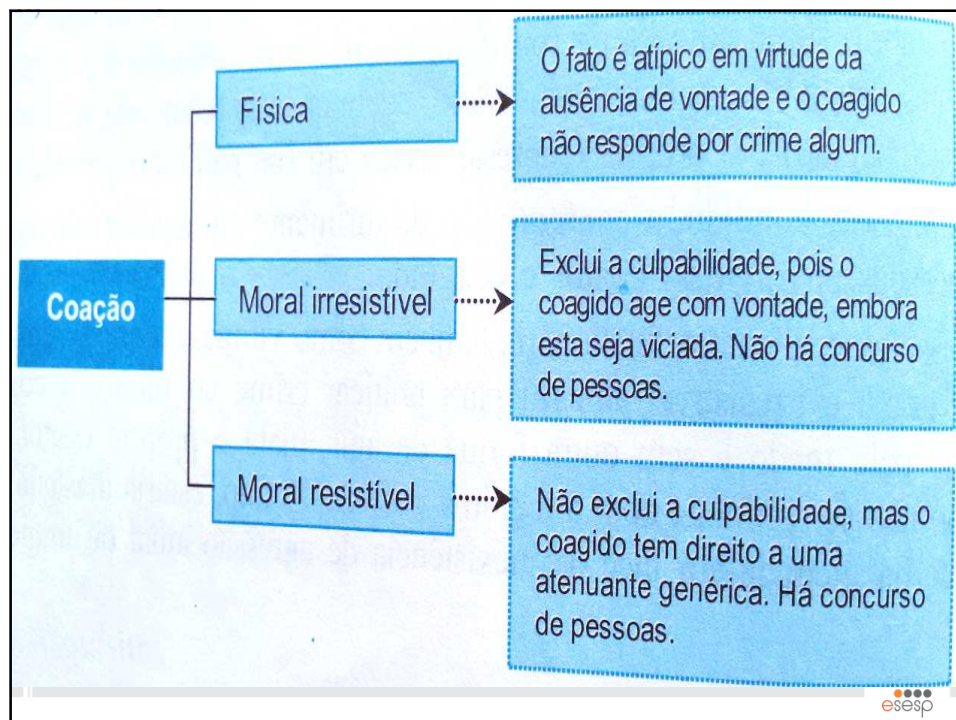 Coação
Física
O fato é atípico em virtude da
ausência de vontade e o coagido
não responde por crime algum.
Moral irresistível
Exclui a culpabilidade, pois o
coagido age com vontade, embora
esta seja viciada. Não há concurso
de pessoas.
Moral resistível
Não exclui a culpabilidade, mas o
coagido tem direito a uma
atenuante genérica. Há concurso
de pessoas.
esesp